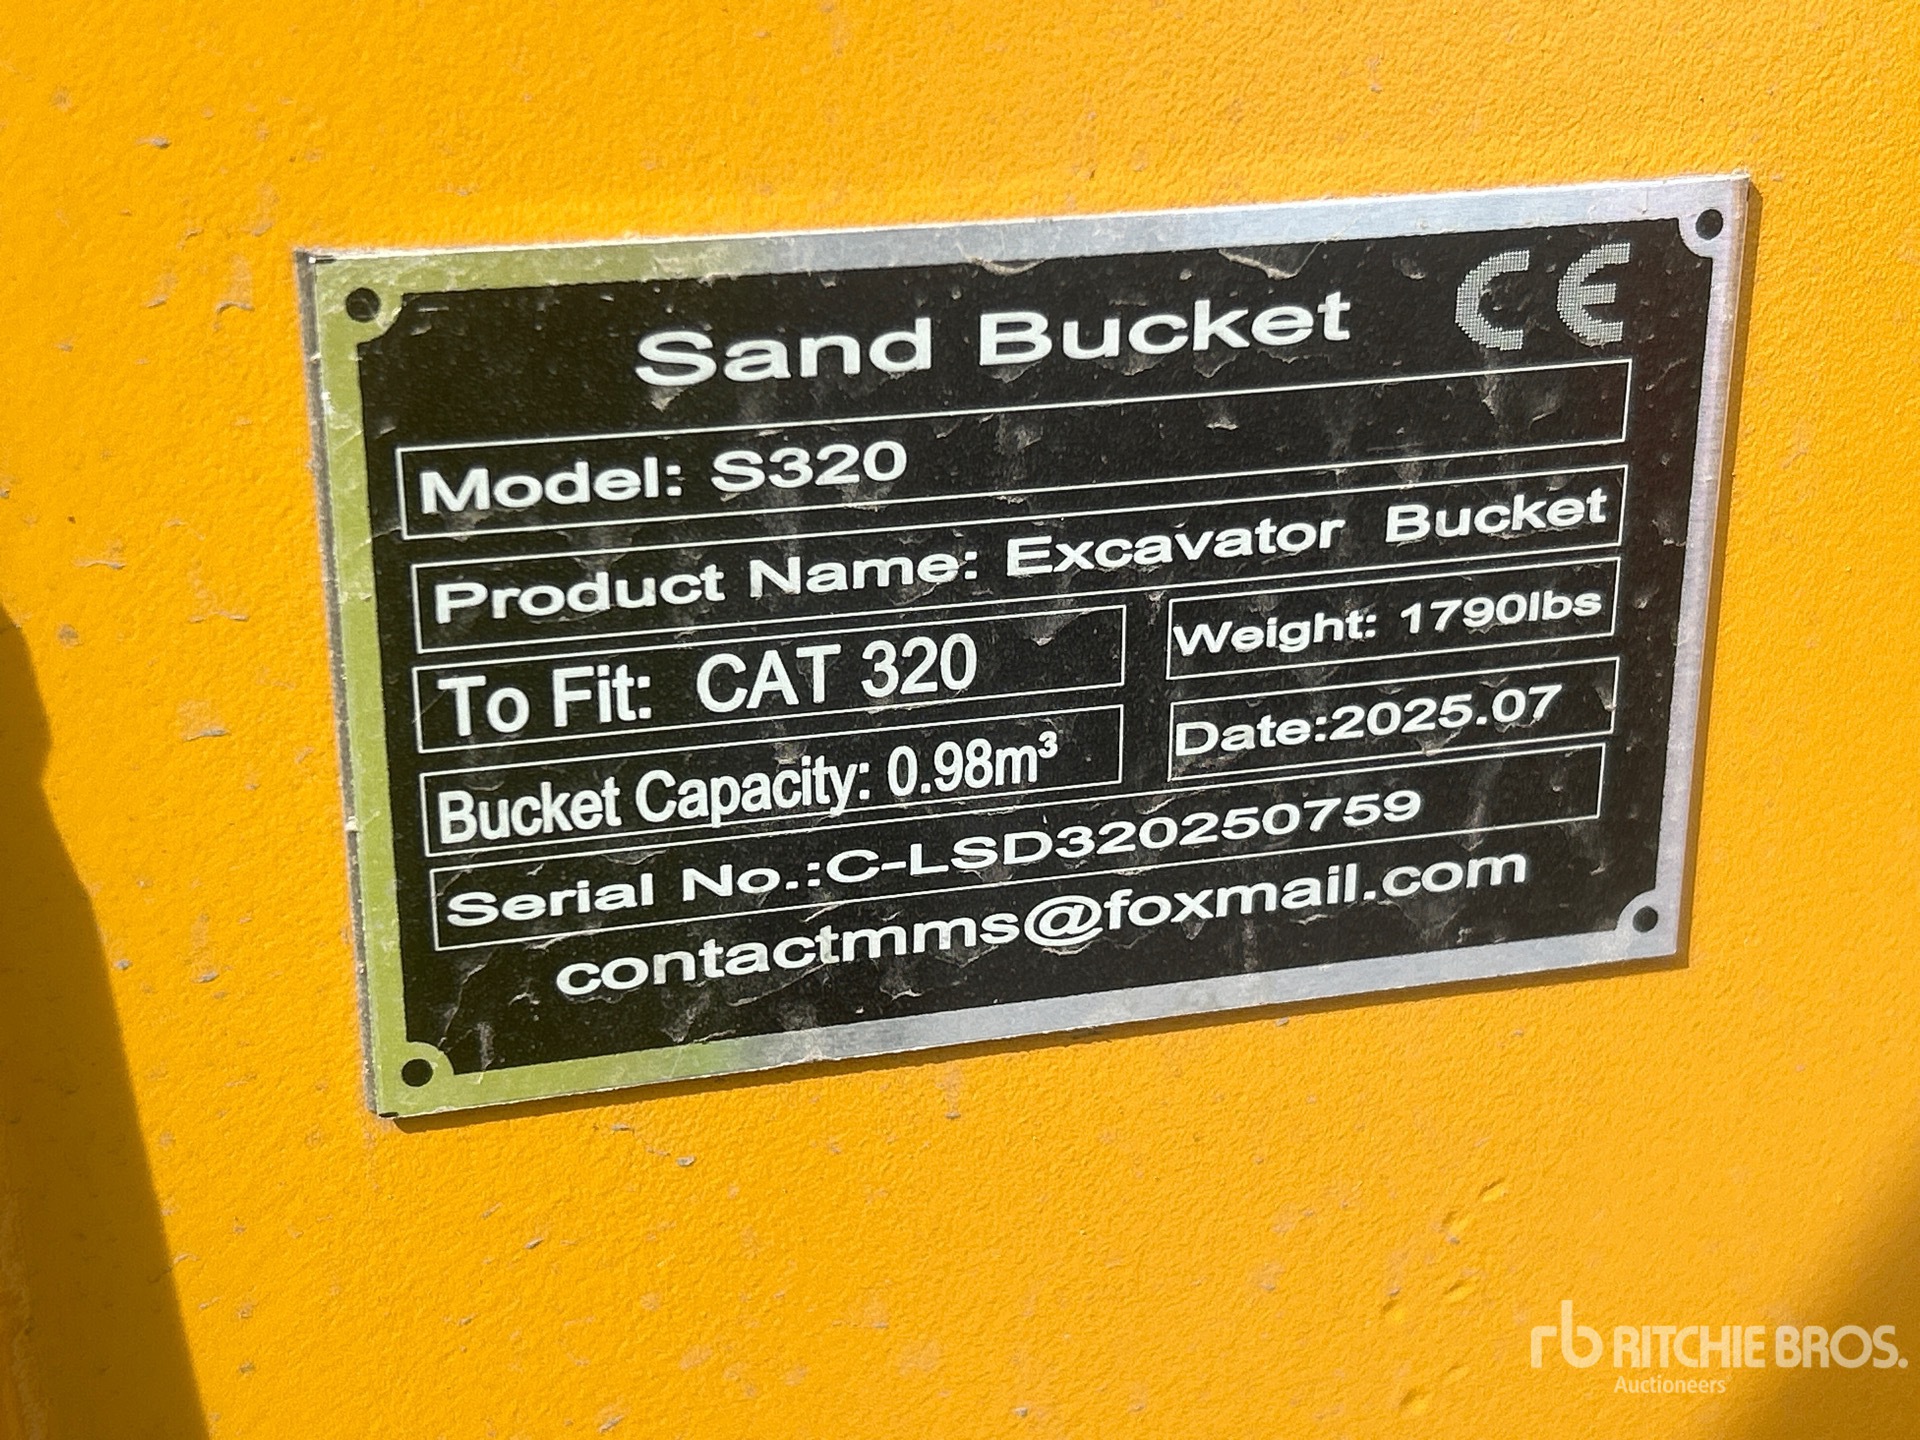 Sand Bucket CE
Model: S320
Product Name: Excavator Bucket
To Fit: CAT 320
Weight: 1790lbs
Bucket Capacity: 0.98m³
Date:2025.07
Serial No.:C-LSD320250759
contactmms@foxmail.com
rb RITCHIE BROS.
Auctioneers